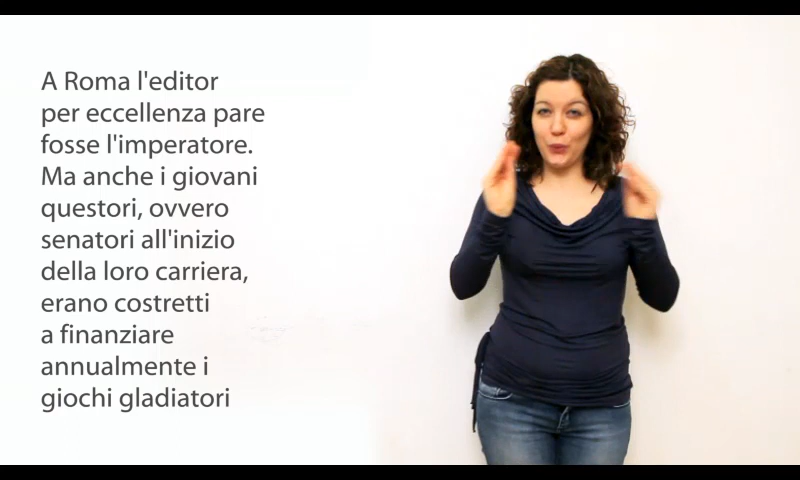 A Roma l'editor
per eccellenza pare
fosse l'imperatore.
Ma anche i giovani
questori, ovvero
senatori all'inizio
della loro carriera,
erano costretti
a finanziare
annualmente i
giochi gladiatori